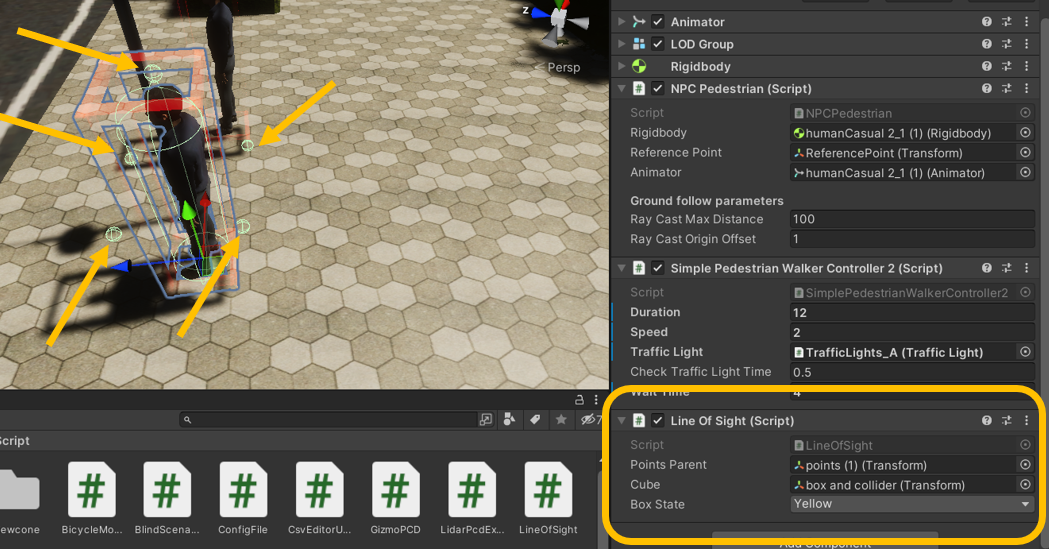 Z
Persp
Animator
LOD Group
Rigidbody
NPC Pedestrian (Script)
Script
NPCPedestrian
Rigidbody
humanCasual 2_1 (1) (Rigidbody)
Reference Point
ReferencePoint (Transform)
Animator
humanCasual 2_1 (1) (Animator)
Ground follow parameters
Ray Cast Max Distance
100
Ray Cast Origin Offset
1
Simple Pedestrian Walker Controller 2 (Script)
Script
SimplePedestrianWalkerController2
Duration
12
Speed
2
Traffic Light
TrafficLights_A (Traffic Light)
Check Traffic Light Time
0.5
Wait Time
4
Line Of Sight (Script)
Script
LineOfSight
Points Parent
points (1) (Transform)
Cube
box and collider (Transform)
Box State
Yellow
Add Component
7
Script
ewcone
BicycleMo...
BlindScena...
ConfigFile
CsvEditorU...
GizmoPCD
LidarPcdEx...
LineOfSight